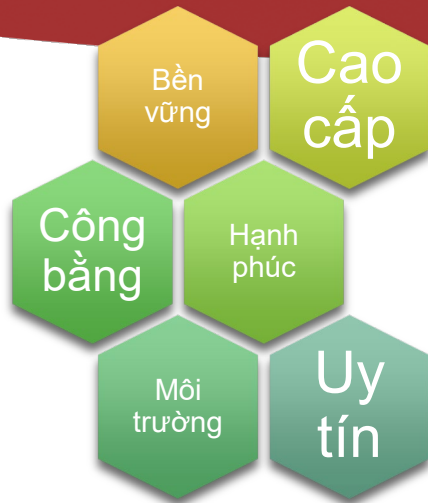 Bền
vững
Cao
cấp
Công
bằng
Hạnh
phúc
Môi
trường
Uy
tín